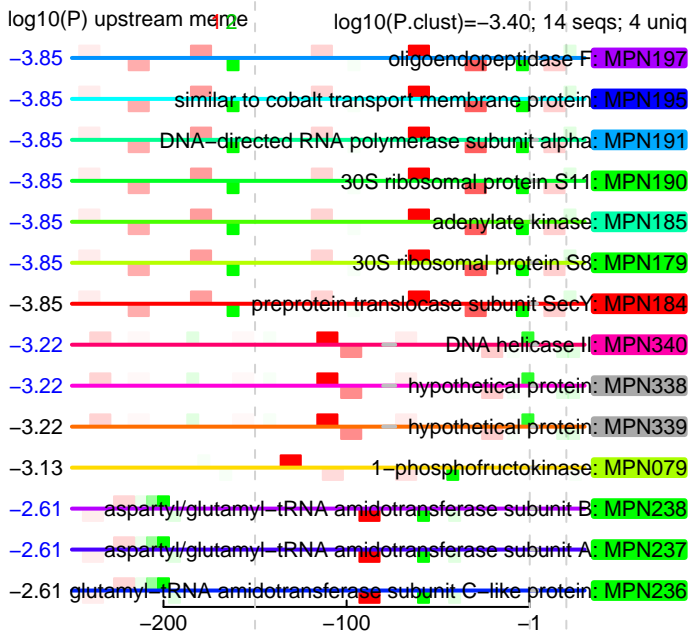 log10(P) upstream meme 1 2 log10(P.clust)=−3.40; 14 seqs; 4 uniq
−3.85 oligoendopeptidase F: MPN197
−3.85 similar to cobalt transport membrane protein: MPN195
−3.85 DNA−directed RNA polymerase subunit alpha: MPN191
−3.85 30S ribosomal protein S11: MPN190
−3.85 adenylate kinase: MPN185
−3.85 30S ribosomal protein S8: MPN179
−3.85 preprotein translocase subunit SecY: MPN184
−3.22 DNA helicase II: MPN340
−3.22 hypothetical protein: MPN338
−3.22 hypothetical protein: MPN339
−3.13 1−phosphofructokinase: MPN079
−2.61 aspartyl/glutamyl−tRNA amidotransferase subunit B: MPN238
−2.61 aspartyl/glutamyl−tRNA amidotransferase subunit A: MPN237
−2.61 glutamyl−tRNA amidotransferase subunit C−like protein: MPN236
−200 −100 −1